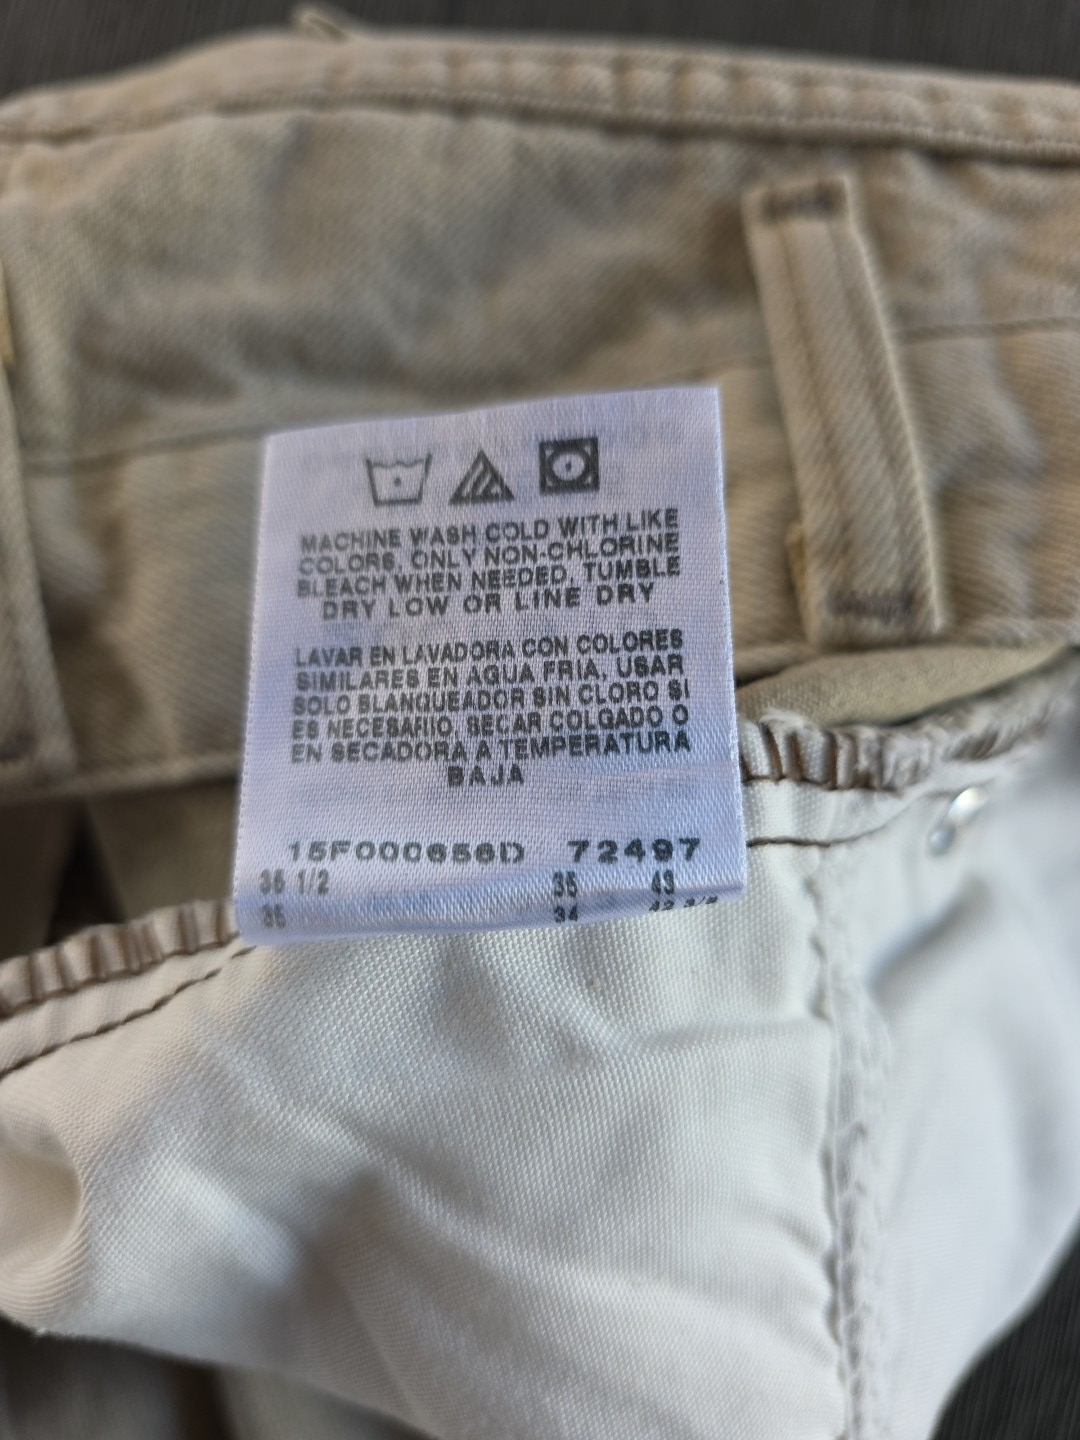 MACHINE WASH COLD WITH LIKE
COLORS, ONLY NON-CHLORINE
BLEACH WHEN NEEDED, TUMBLE
DRY LOW OR LINE DRY
LAVAR EN LAVADORA CON COLORES
SIMILARES EN AGUA FRIA, USAR
SOLO BLANQUEADOR SIN CLORO SI
ES NECESARIO, SECAR COLGADO O
EN SECADORA A TEMPERATURA
BAJA
15F000656D 72497
36 1/2 35 43
35 34